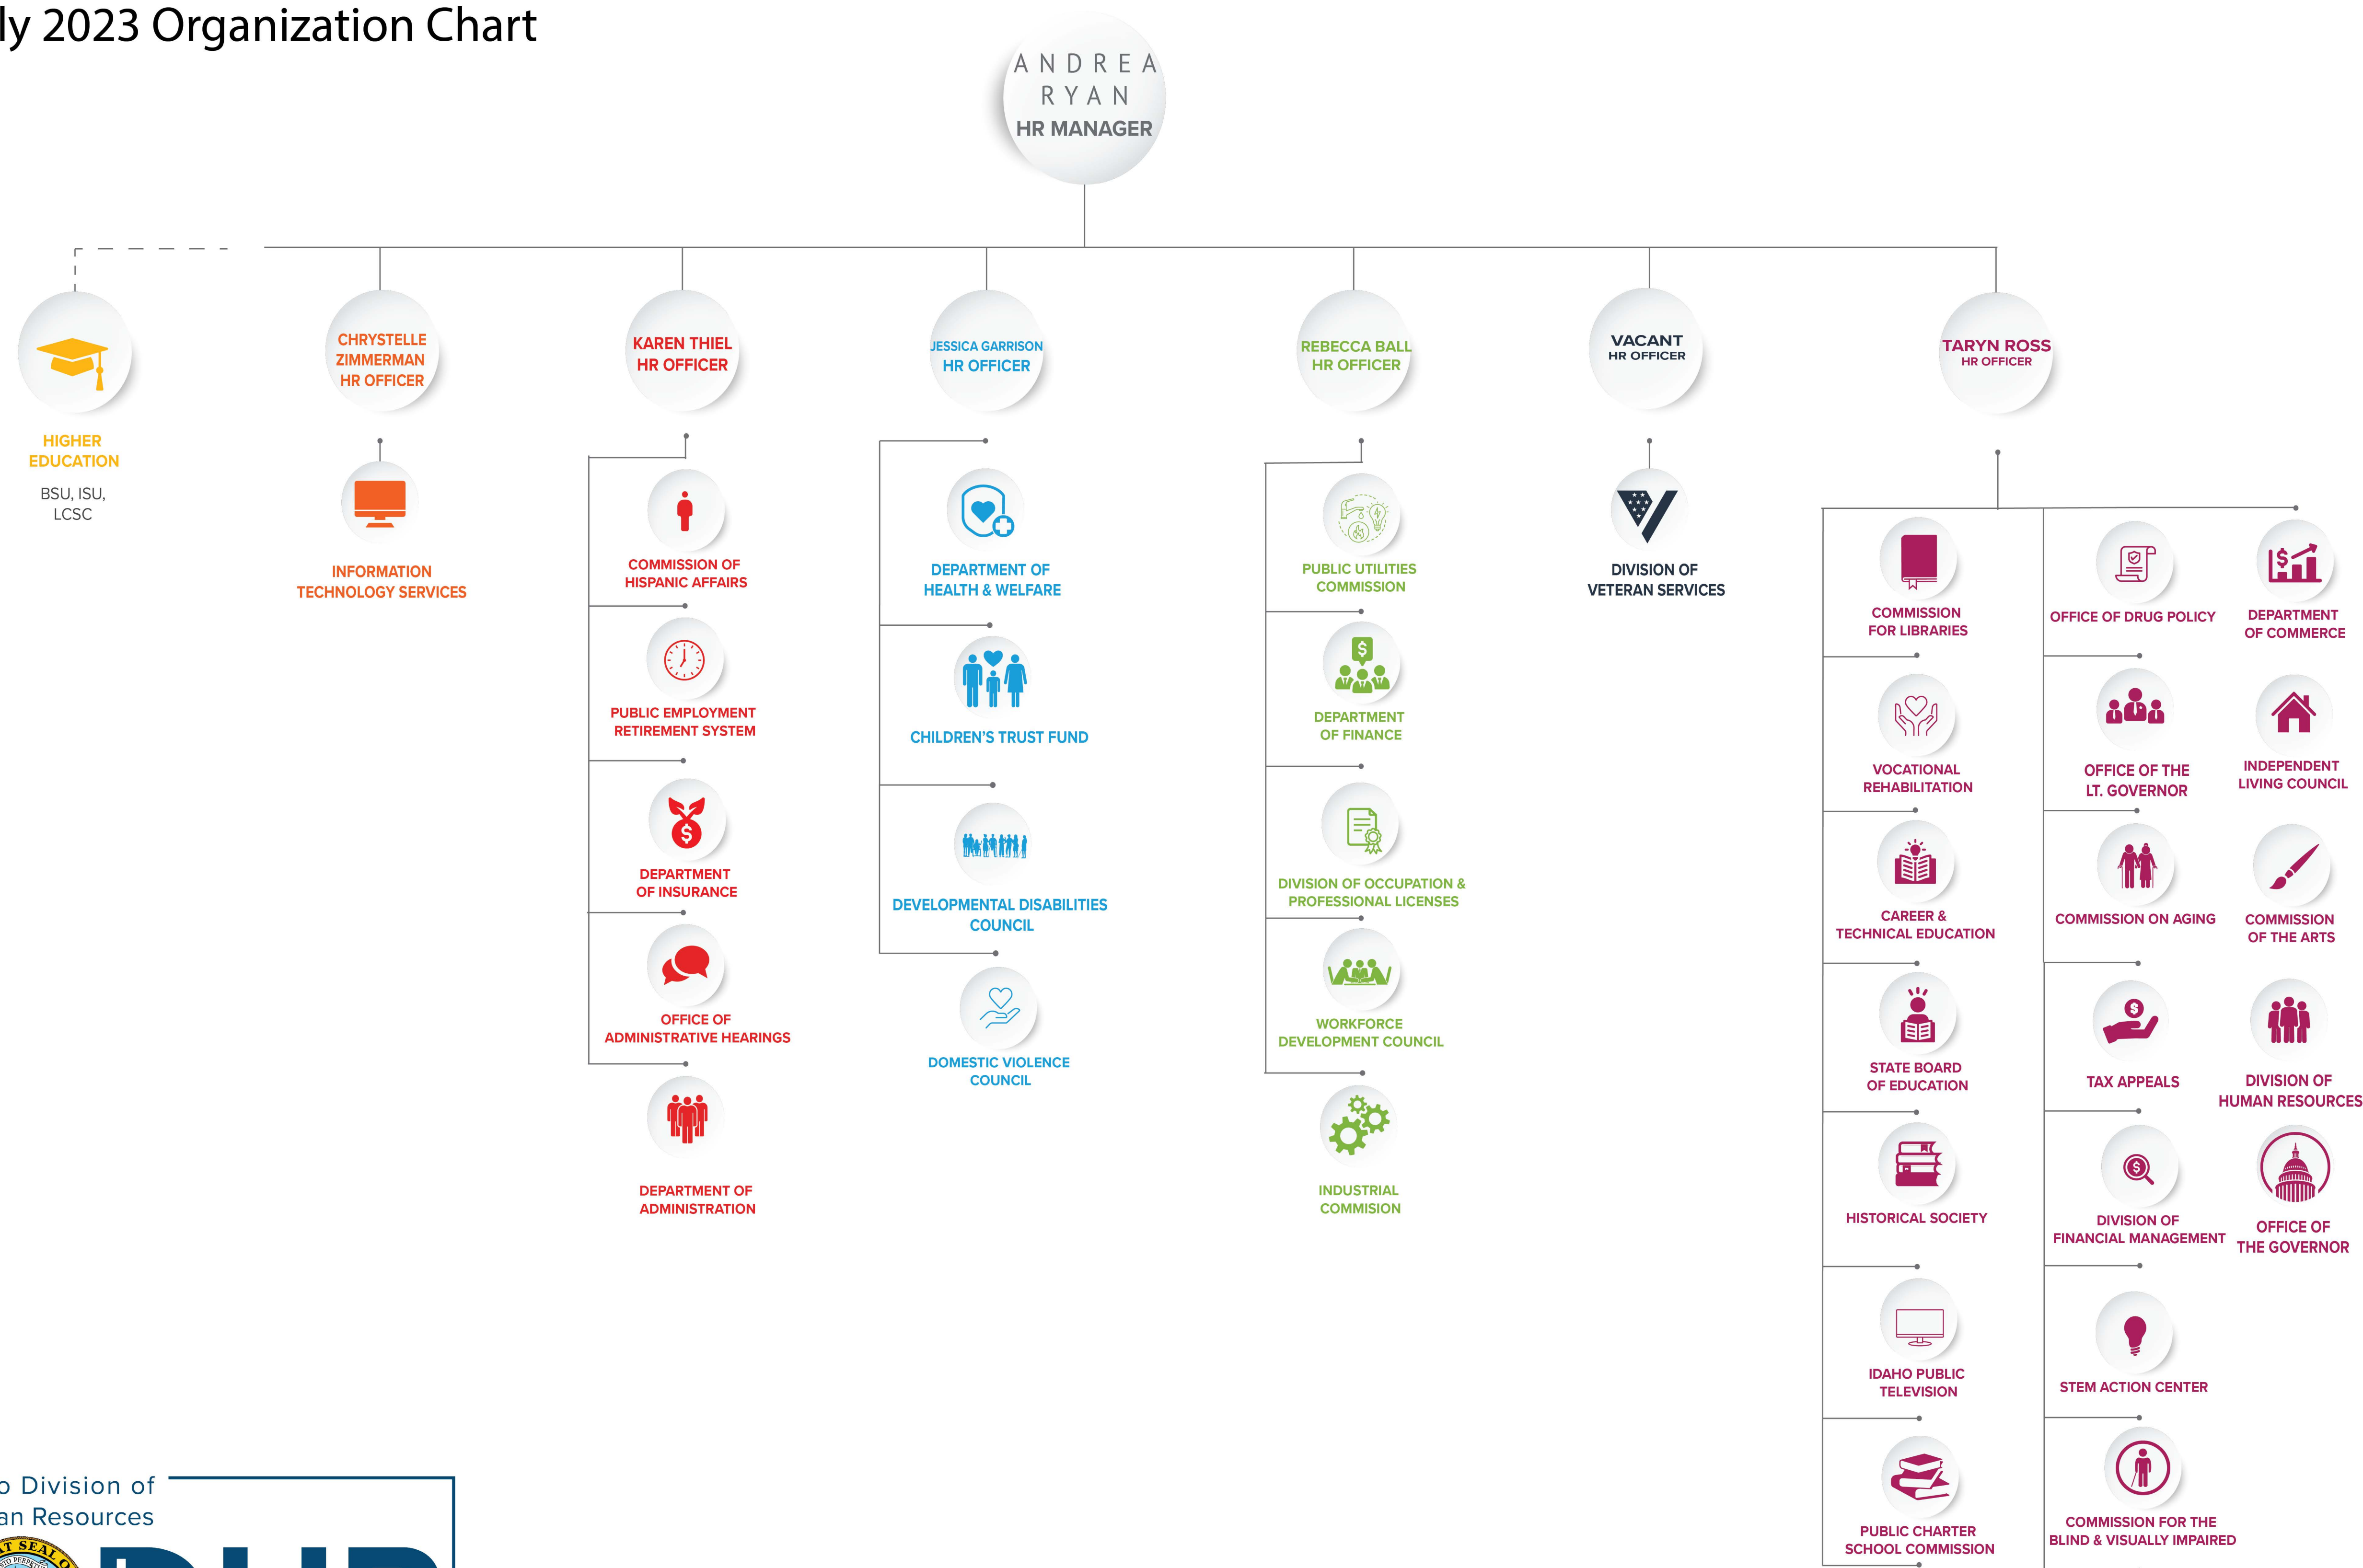 ly 2023 Organization Chart
ANDREA
RYAN
HR MANAGER
HIGHER
EDUCATION
BSU, ISU,
LCSC
CHRYSTELLE
ZIMMERMAN
HR OFFICER
INFORMATION
TECHNOLOGY SERVICES
KAREN THIEL
HR OFFICER
COMMISSION OF
HISPANIC AFFAIRS
PUBLIC EMPLOYMENT
RETIREMENT SYSTEM
DEPARTMENT
OF INSURANCE
OFFICE OF
ADMINISTRATIVE HEARINGS
DEPARTMENT OF
ADMINISTRATION
JESSICA GARRISON
HR OFFICER
DEPARTMENT OF
HEALTH & WELFARE
CHILDREN'S TRUST FUND
DEVELOPMENTAL DISABILITIES
COUNCIL
DOMESTIC VIOLENCE
COUNCIL
REBECCA BALL
HR OFFICER
PUBLIC UTILITIES
COMMISSION
DEPARTMENT
OF FINANCE
DIVISION OF OCCUPATION &
PROFESSIONAL LICENSES
WORKFORCE
DEVELOPMENT COUNCIL
INDUSTRIAL
COMMISION
VACANT
HR OFFICER
DIVISION OF
VETERAN SERVICES
TARYN ROSS
HR OFFICER
COMMISSION
FOR LIBRARIES
VOCATIONAL
REHABILITATION
CAREER &
TECHNICAL EDUCATION
STATE BOARD
OF EDUCATION
HISTORICAL SOCIETY
IDAHO PUBLIC
TELEVISION
PUBLIC CHARTER
SCHOOL COMMISSION
OFFICE OF DRUG POLICY
OFFICE OF THE
LT. GOVERNOR
COMMISSION ON AGING
TAX APPEALS
DIVISION OF
FINANCIAL MANAGEMENT
STEM ACTION CENTER
COMMISSION FOR THE
BLIND & VISUALLY IMPAIRED
DEPARTMENT
OF COMMERCE
INDEPENDENT
LIVING COUNCIL
COMMISSION
OF THE ARTS
DIVISION OF
HUMAN RESOURCES
OFFICE OF
THE GOVERNOR
o Division of
an Resources